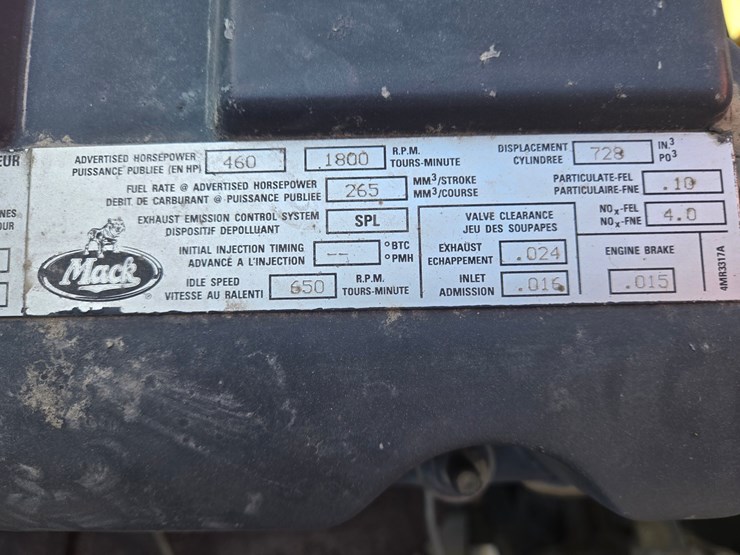 EUR
ADVERTISED HORSEPOWER 460 .1800 R.P.M.
PUISSANCE PUBLIEE (EN HP) TOURS-MINUTE
DISPLACEMENT 728 IN.³
CYLINDREE PO³
FUEL RATE @ ADVERTISED HORSEPOWER 265 MM³/STROKE
DEBIT DE CARBURANT @ PUISSANCE PUBLIEE MM³/COURSE
PARTICULATE-FEL .10
PARTICULAIRE-FNE
EXHAUST EMISSION CONTROL SYSTEM SPL
DISPOSITIF DEPOLLUANT
VALVE CLEARANCE
JEU DES SOUPAPES
NOx-FEL 4.0
NOx-FNE
INITIAL INJECTION TIMING -- °BTC
ADVANCÉ A L'INJECTION °PMH
EXHAUST .024
ECHAPPEMENT
ENGINE BRAKE
.015
IDLE SPEED 650 R.P.M.
VITESSE AU RALENTI TOURS-MINUTE
INLET .016
ADMISSION
Mack
®
4MR3317A